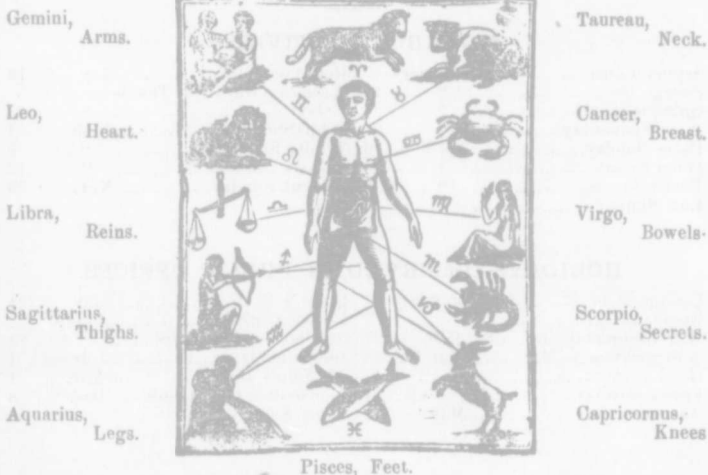 Gemini,
Arms.
Leo,
Heart.
Libra,
Reins.
Sagittarius,
Thighs.
Aquarius,
Legs.
Taureau,
Neck.
Cancer,
Breast.
Virgo,
Bowels.
Scorpio,
Secrets.
Capricornus,
Knees
Pisces, Feet.